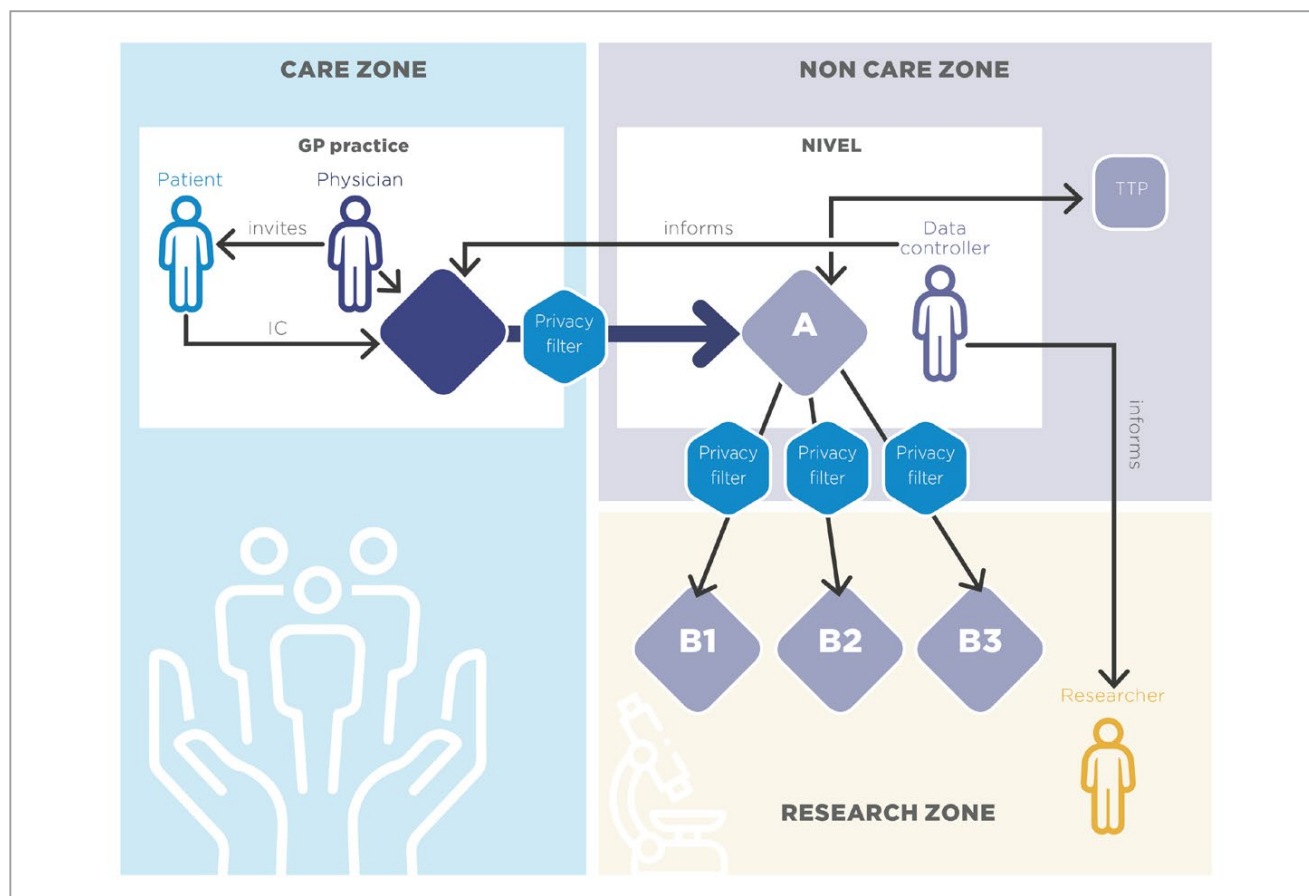 CARE ZONE
NON CARE ZONE
GP practice
NIVEL
Patient
Physician
TTP
invites
informs
Data
controller
IC
Privacy
filter
A
informs
Privacy
filter
Privacy
filter
Privacy
filter
B1
B2
B3
Researcher
RESEARCH ZONE